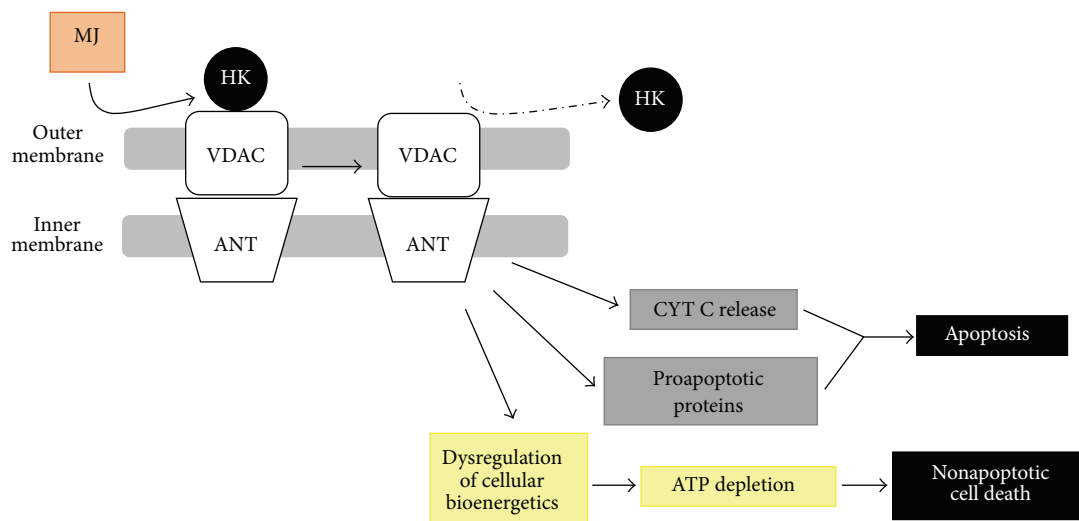 MJ
HK
HK
Outer
membrane
VDAC
VDAC
Inner
membrane
ANT
ANT
CYT C release
Apoptosis
Proapoptotic
proteins
Dysregulation
of cellular
bioenergetics
ATP depletion
Nonapoptotic
cell death